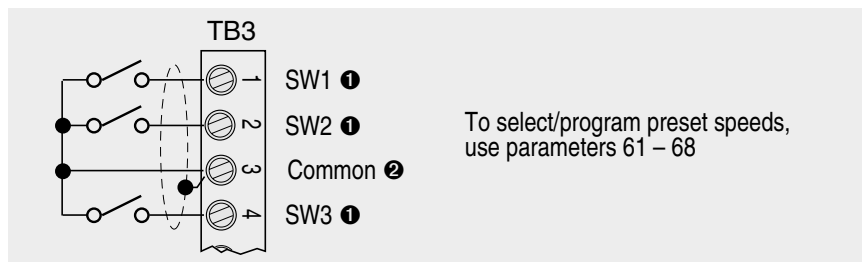 TB3
1 SW1 ❶
2 SW2 ❶
3 Common ❷
4 SW3 ❶
To select/program preset speeds,
use parameters 61 – 68